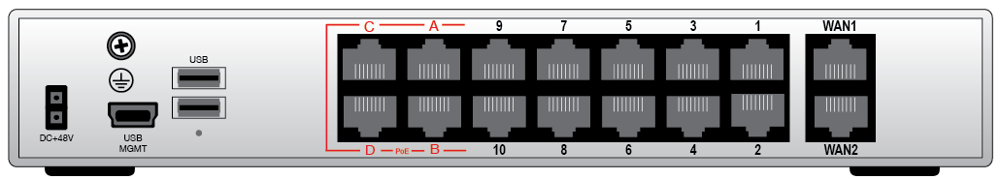 C A 9 7 5 3 1 WAN1
USB
DC+48V
USB
MGMT
D PoE B 10 8 6 4 2 WAN2